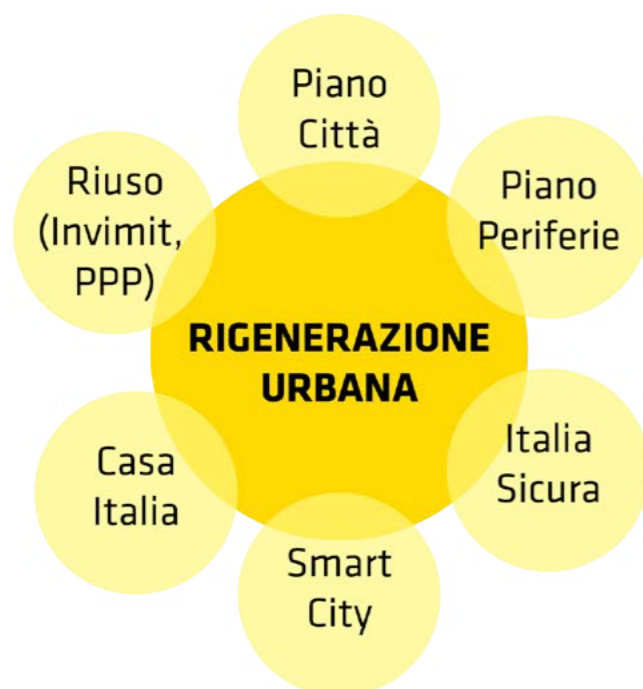 Piano
Città
Piano
Periferie
Italia
Sicura
Smart
City
Casa
Italia
Riuso
(Invimit,
PPP)
RIGENERAZIONE
URBANA